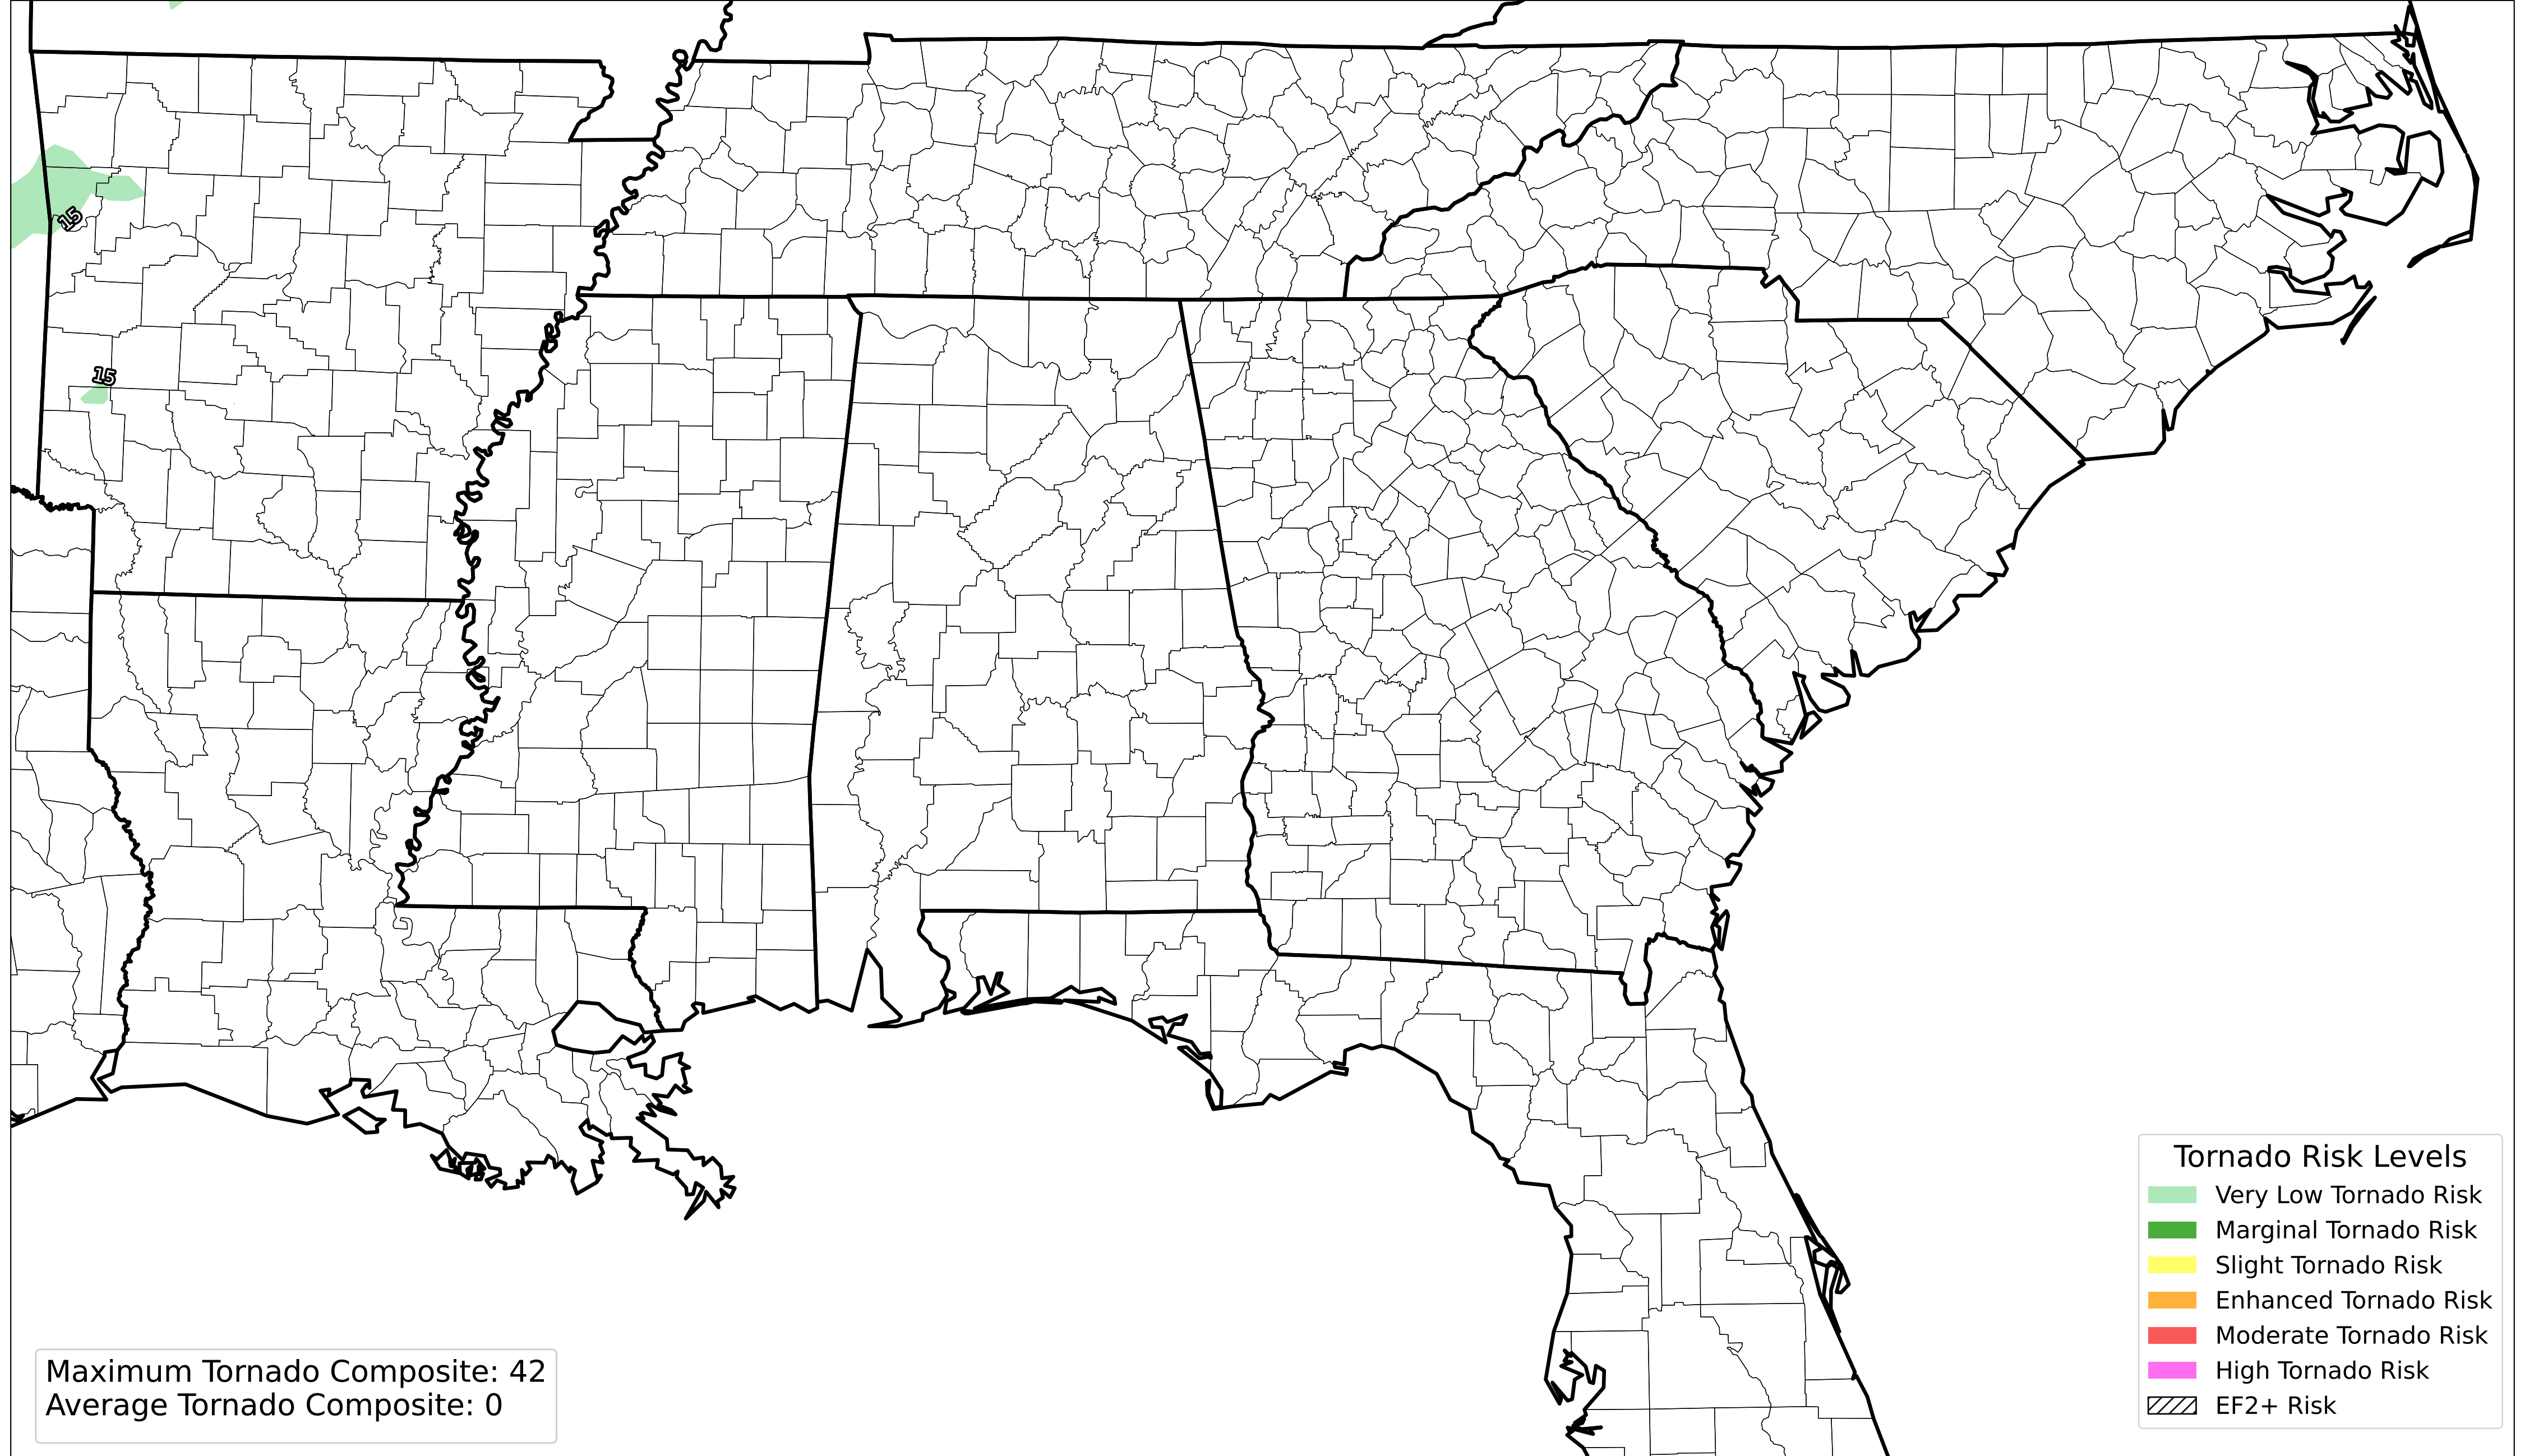 15
15
Tornado Risk Levels
Very Low Tornado Risk
Marginal Tornado Risk
Slight Tornado Risk
Enhanced Tornado Risk
Moderate Tornado Risk
High Tornado Risk
EF2+ Risk
Maximum Tornado Composite: 42
Average Tornado Composite: 0